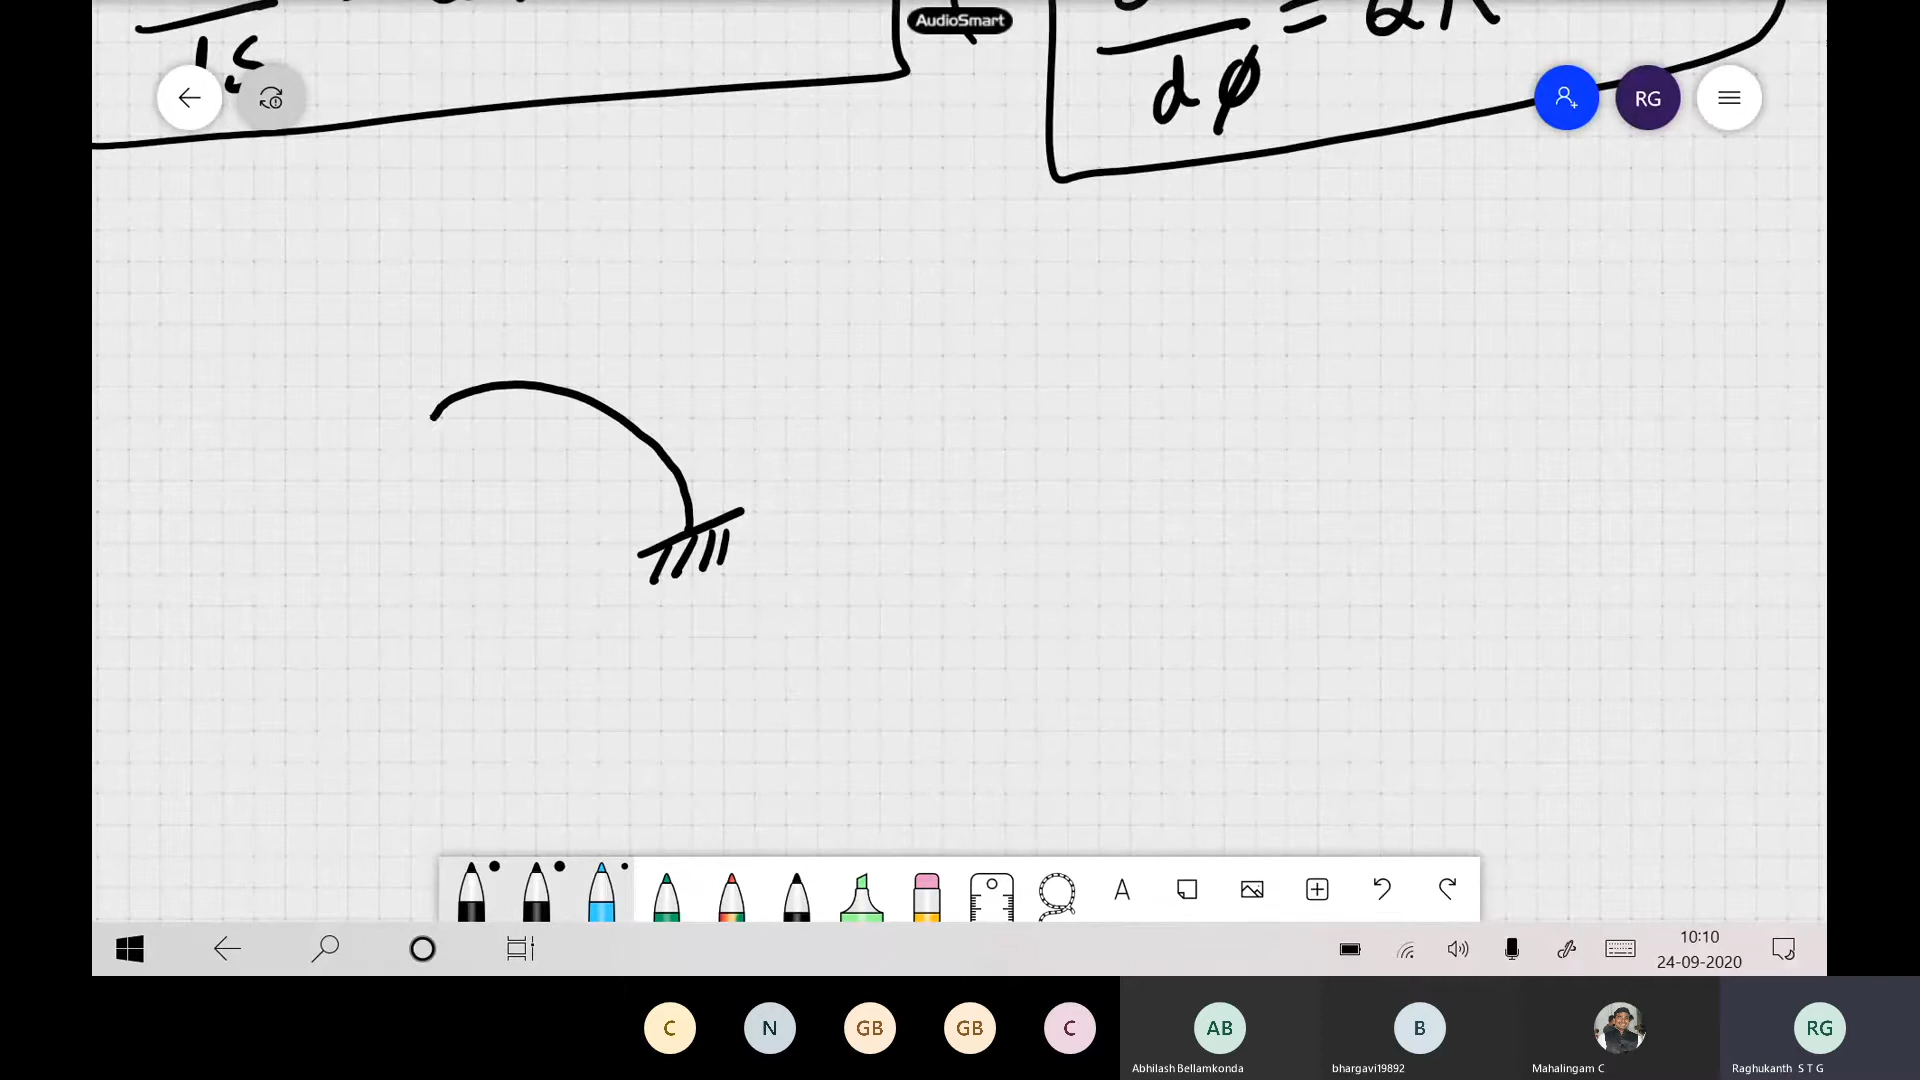 AudioSmart
dφ
RG
A
10:10
24-09-2020
C
N
GB
GB
C
AB
B
RG
Abhilash Bellamkonda
bhargavi19892
Mahalingam C
Raghukanth S T G